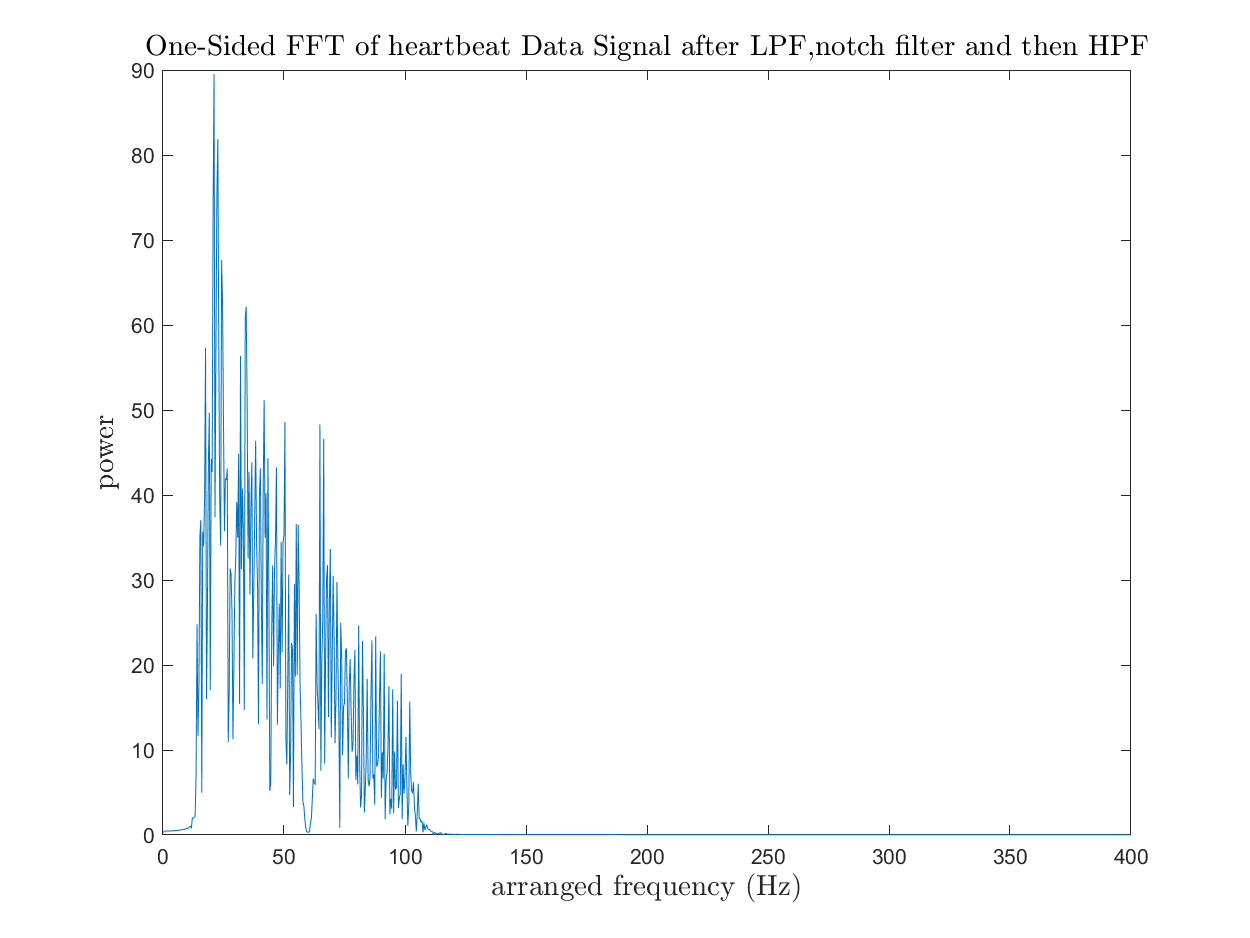 One-Sided FFT of heartbeat Data Signal after LPF,notch filter and then HPF
90
80
70
60
50
40
30
20
10
0
power
0 50 100 150 200 250 300 350 400
arranged frequency (Hz)